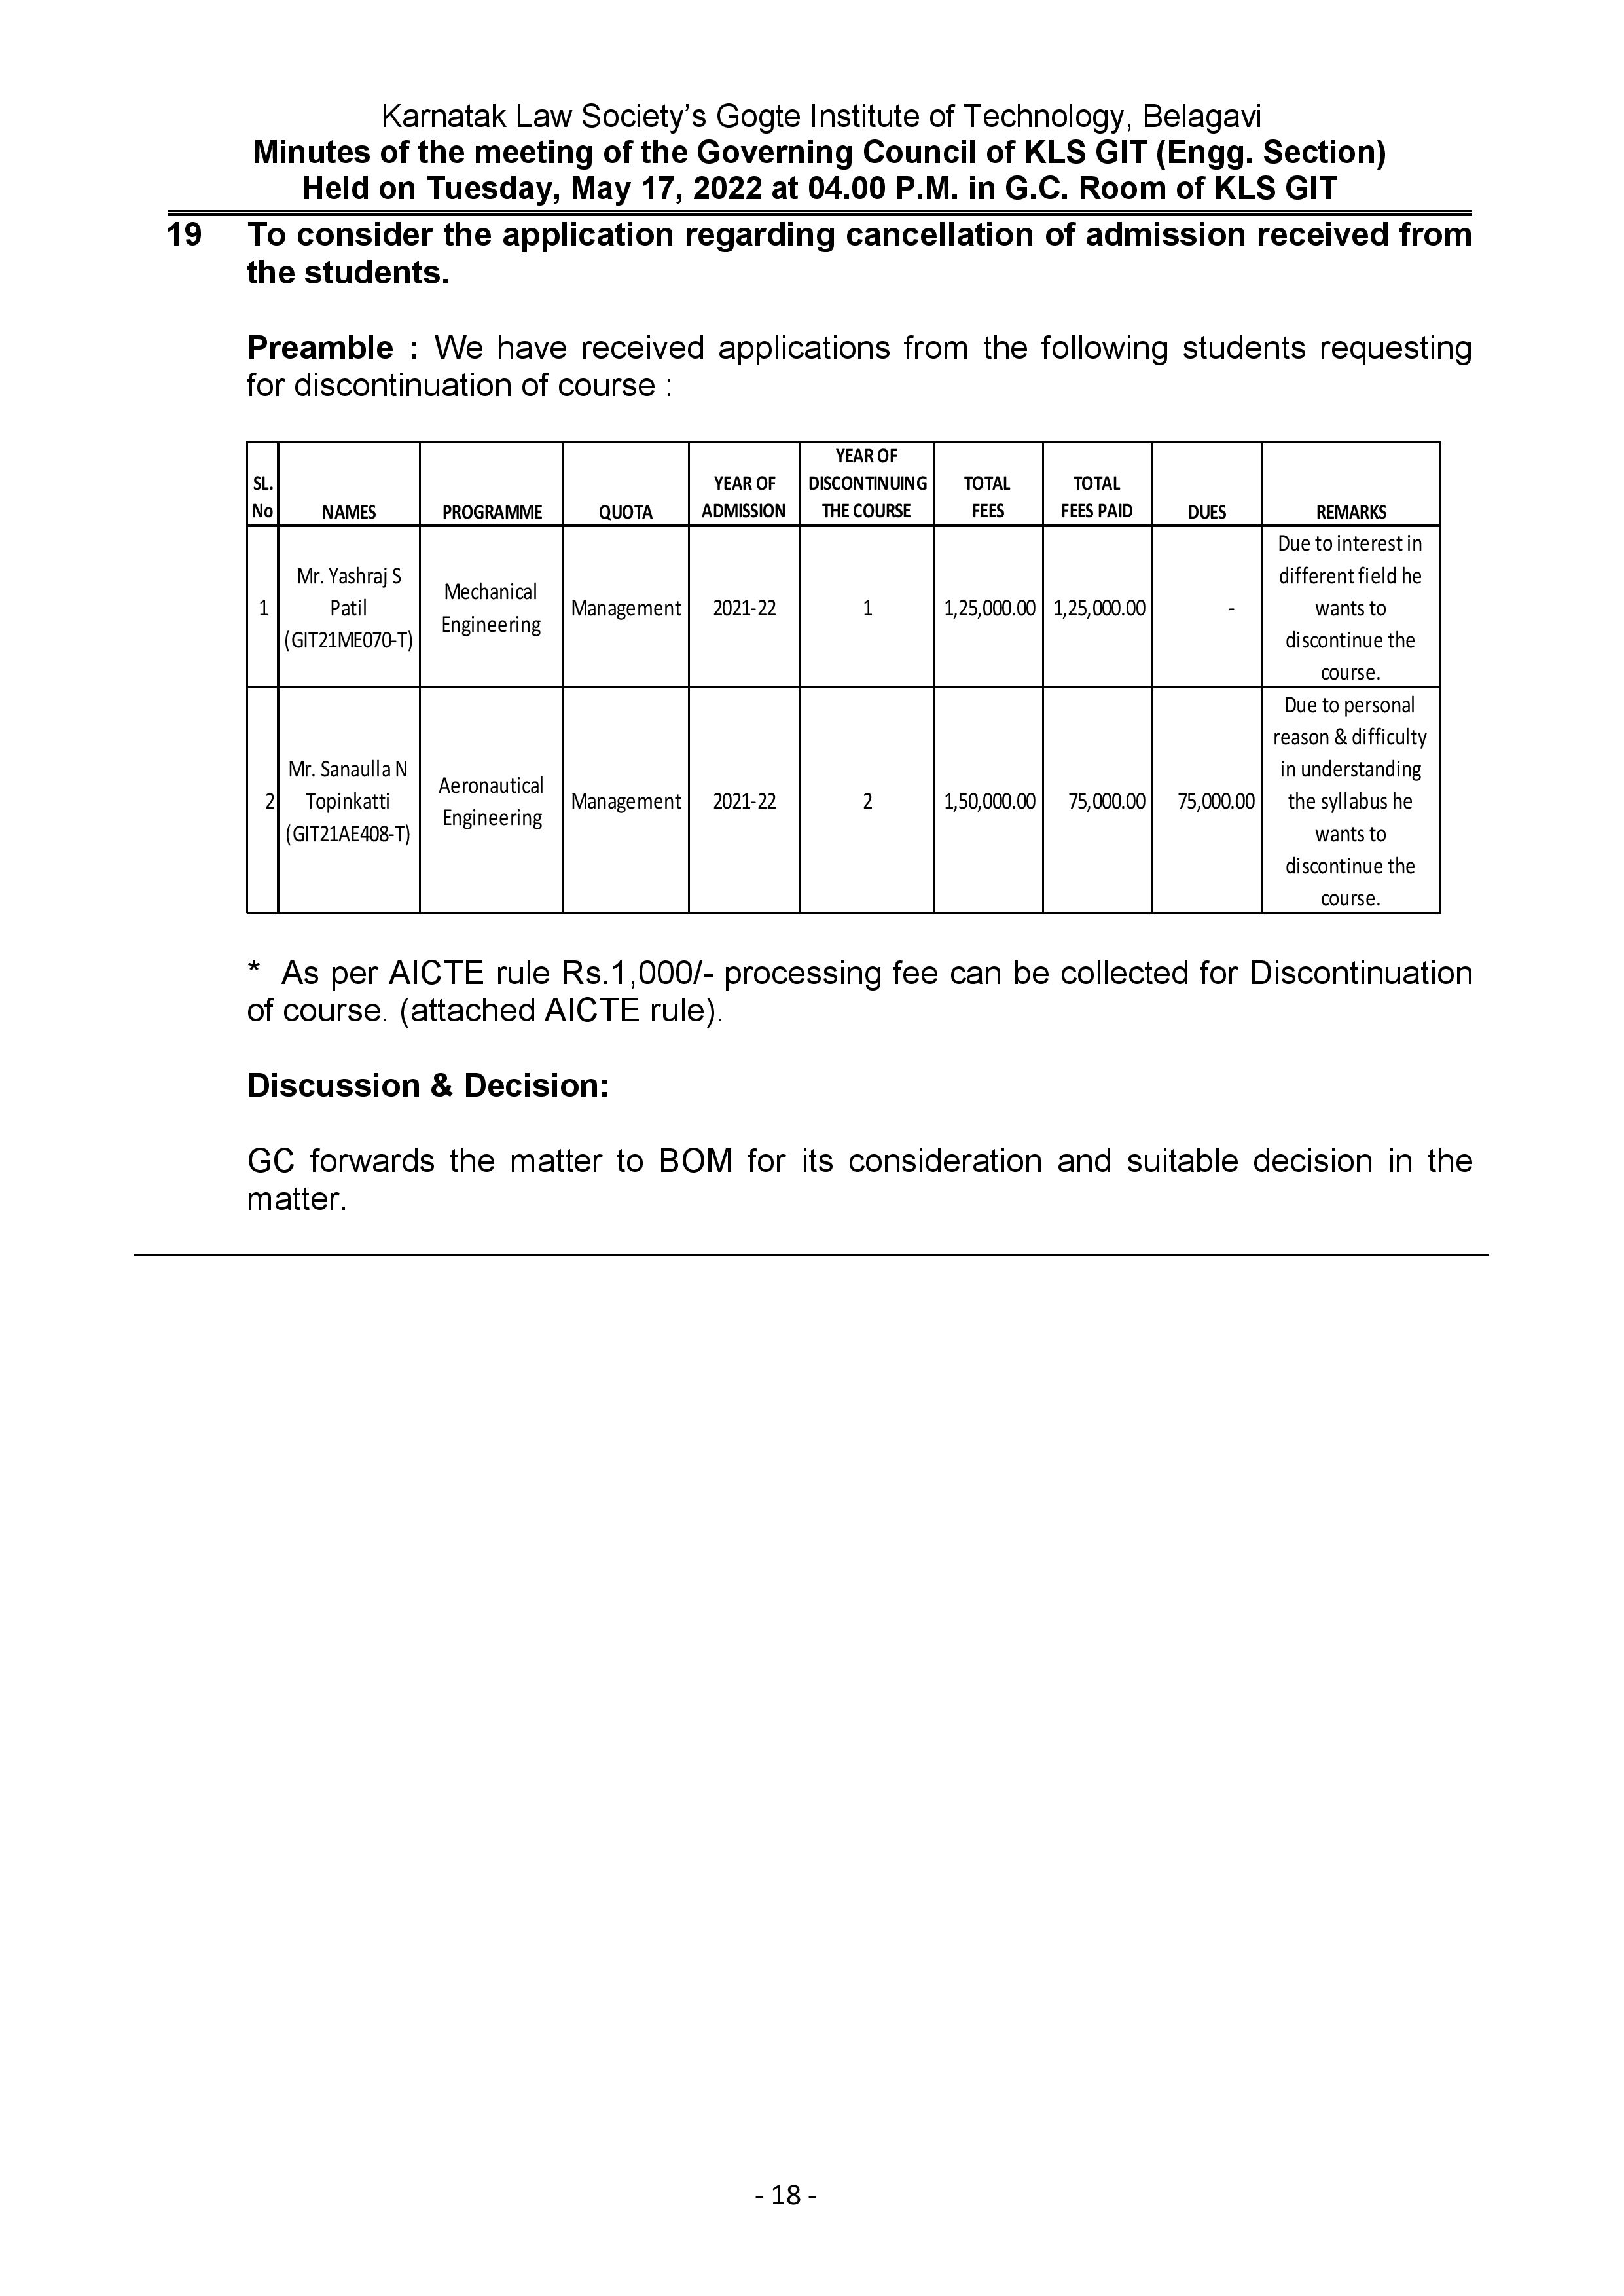 Karnatak Law Society’s Gogte Institute of Technology, Belagavi
Minutes of the meeting of the Governing Council of KLS GIT (Engg. Section)
Held on Tuesday, May 17, 2022 at 04.00 P.M. in G.C. Room of KLS GIT
19 To consider the application regarding cancellation of admission received from
the students.
Preamble : We have received applications from the following students requesting
for discontinuation of course :
SL. No NAMES PROGRAMME QUOTA YEAR OF ADMISSION YEAR OF DISCONTINUING THE COURSE TOTAL FEES TOTAL FEES PAID DUES REMARKS
1 Mr. Yashraj S Patil (GIT21ME070-T) Mechanical Engineering Management 2021-22 1 1,25,000.00 1,25,000.00 - Due to interest in different field he wants to discontinue the course.
2 Mr. Sanaulla N Topinkatti (GIT21AE408-T) Aeronautical Engineering Management 2021-22 2 1,50,000.00 75,000.00 75,000.00 Due to personal reason & difficulty in understanding the syllabus he wants to discontinue the course.
* As per AICTE rule Rs.1,000/- processing fee can be collected for Discontinuation
of course. (attached AICTE rule).
Discussion & Decision:
GC forwards the matter to BOM for its consideration and suitable decision in the
matter.
- 18 -